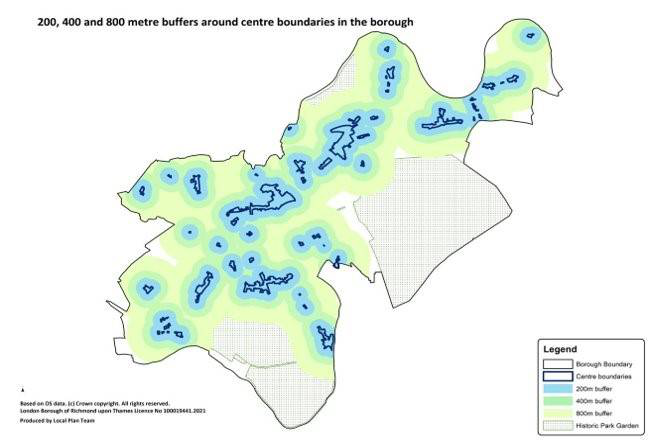 200, 400 and 800 metre buffers around centre boundaries in the borough
Legend
Borough Boundary
Centre boundaries
200m buffer
400m buffer
800m buffer
Historic Park Garden
Based on OS data. (c) Crown copyright. All rights reserved.
London Borough of Richmond upon Thames Licence No 100019441.2021
Produced by Local Plan Team